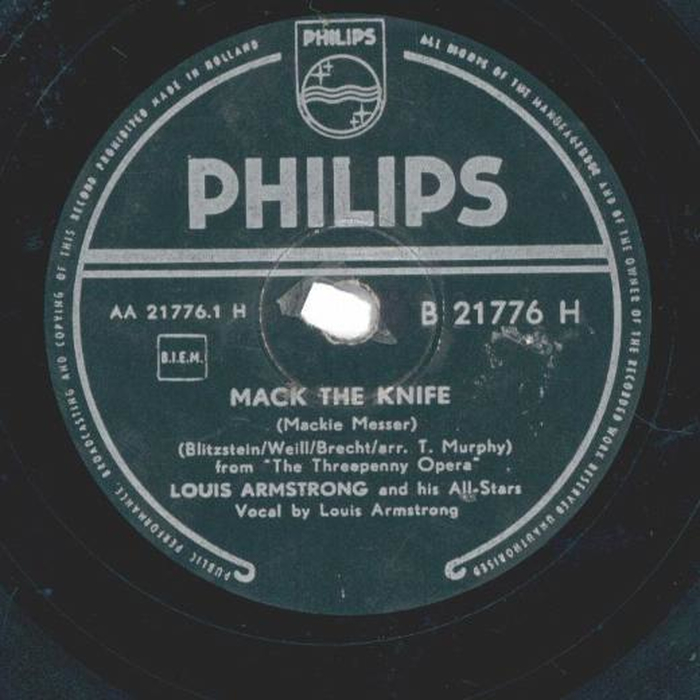 PHILIPS
ALL RIGHTS OF THE MANUFACTURER AND OF THE OWNER OF THE RECORDED WORK RESERVED UNAUTHORISED
PUBLIC PERFORMANCE, BROADCASTING AND COPYING OF THIS RECORD PROHIBITED MADE IN HOLLAND
PHILIPS
AA 21776.1 H
B 21776 H
B.I.E.M.
MACK THE KNIFE
(Mackie Messer)
(Blitzstein/Weill/Brecht/arr. T. Murphy)
from "The Threepenny Opera"
LOUIS ARMSTRONG and his All-Stars
Vocal by Louis Armstrong